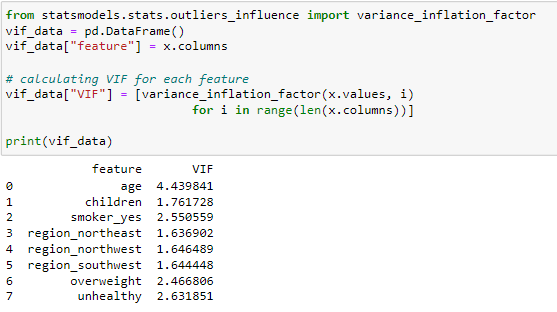 from statsmodels.stats.outliers_influence import variance_inflation_factor
vif_data = pd.DataFrame()
vif_data["feature"] = x.columns
# calculating VIF for each feature
vif_data["VIF"] = [variance_inflation_factor(x.values, i)
for i in range(len(x.columns))]
print(vif_data)
feature VIF
0 age 4.439841
1 children 1.761728
2 smoker_yes 2.550559
3 region_northeast 1.636902
4 region_northwest 1.646489
5 region_southwest 1.644448
6 overweight 2.466806
7 unhealthy 2.631851